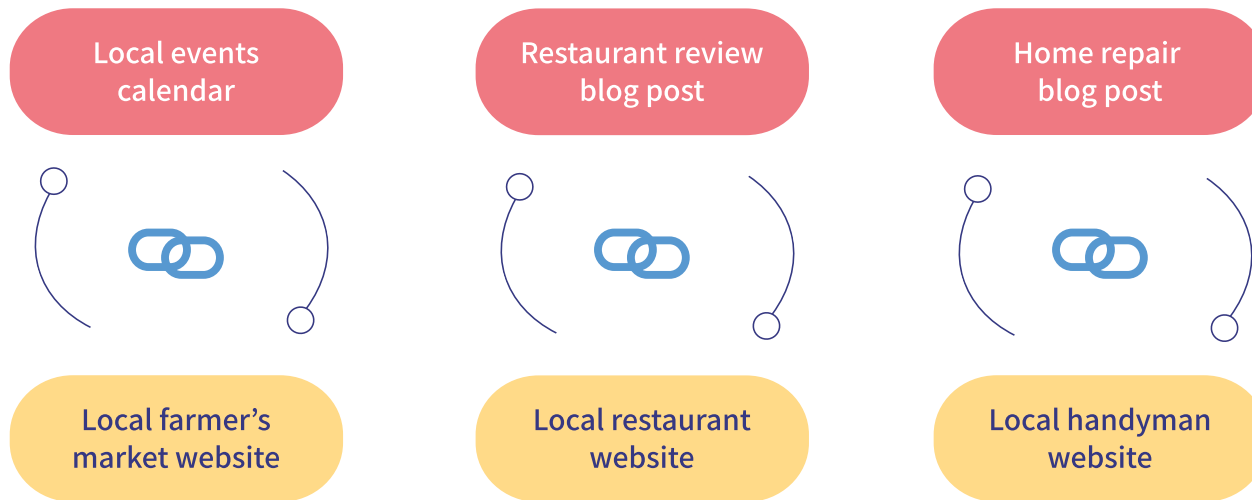 Local events
calendar
Restaurant review
blog post
Home repair
blog post
Local farmer’s
market website
Local restaurant
website
Local handyman
website